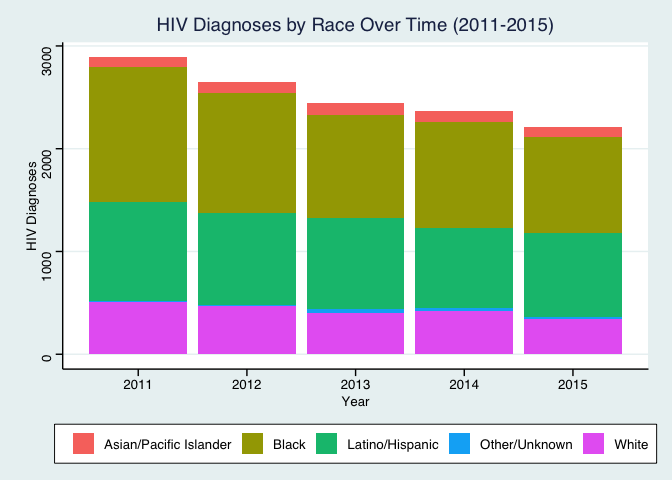 HIV Diagnoses by Race Over Time (2011-2015)
HIV Diagnoses
3000
2000
1000
0
2011 2012 2013 2014 2015
Year
Asian/Pacific Islander Black Latino/Hispanic Other/Unknown White